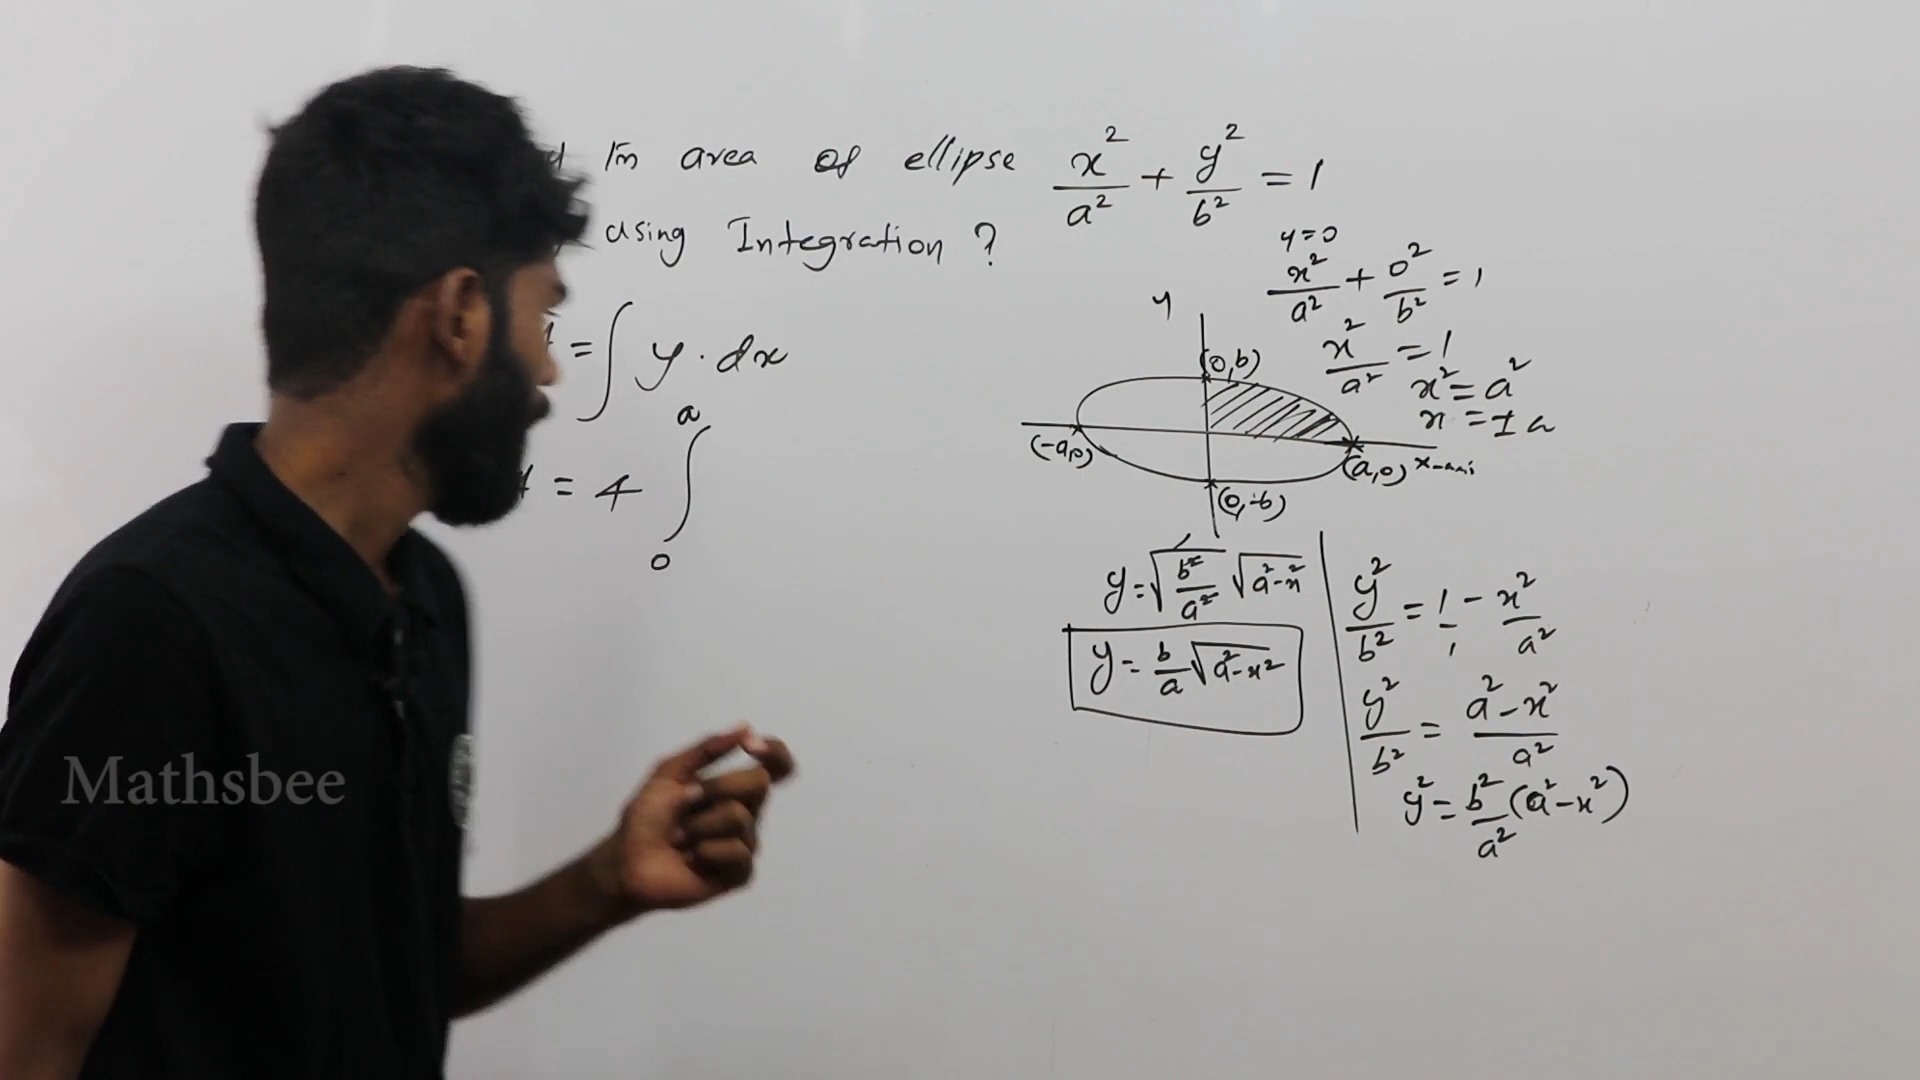 In area of ellipse x²/a² + y²/b² = 1
using Integration ?
y=0
x²/a² + 0²/b² = 1
x²/a² = 1
x² = a²
x = ± a
= ∫ y . dx
= 4 ∫₀ᵃ
y
(0,b)
(-a,0)
(a,0)
(0,-b)
y = √(b²/a²) √(a²-x²)
y = b/a √(a²-x²)
y²/b² = 1/1 - x²/a²
y²/b² = (a²-x²)/a²
y² = b²/a² (a²-x²)
Mathsbee